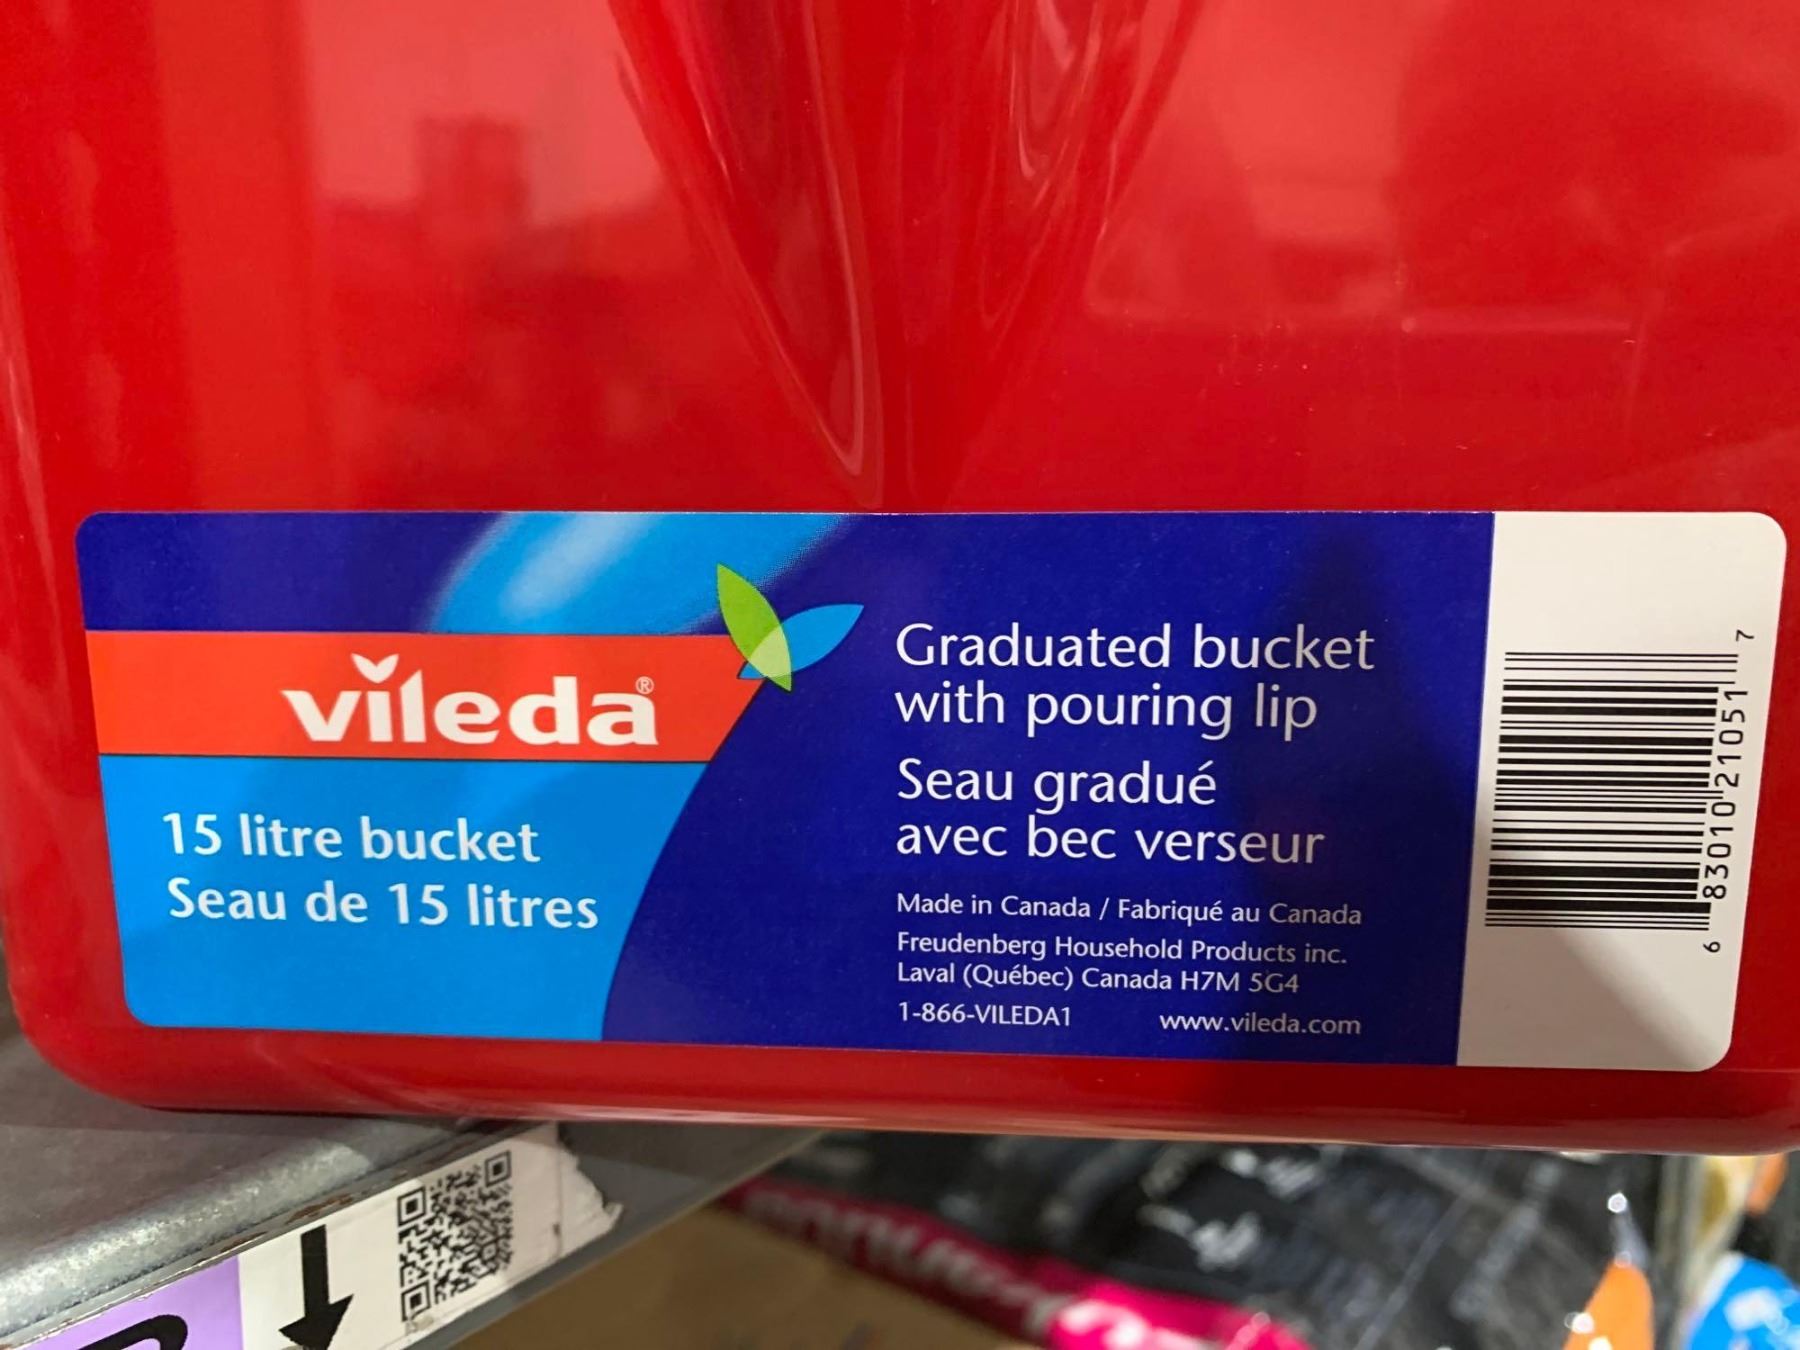 vileda®
15 litre bucket
Seau de 15 litres
Graduated bucket
with pouring lip
Seau gradué
avec bec verseur
Made in Canada / Fabriqué au Canada
Freudenberg Household Products inc.
Laval (Québec) Canada H7M 5G4
1-866-VILEDA1 www.vileda.com
6 83010 21051 7